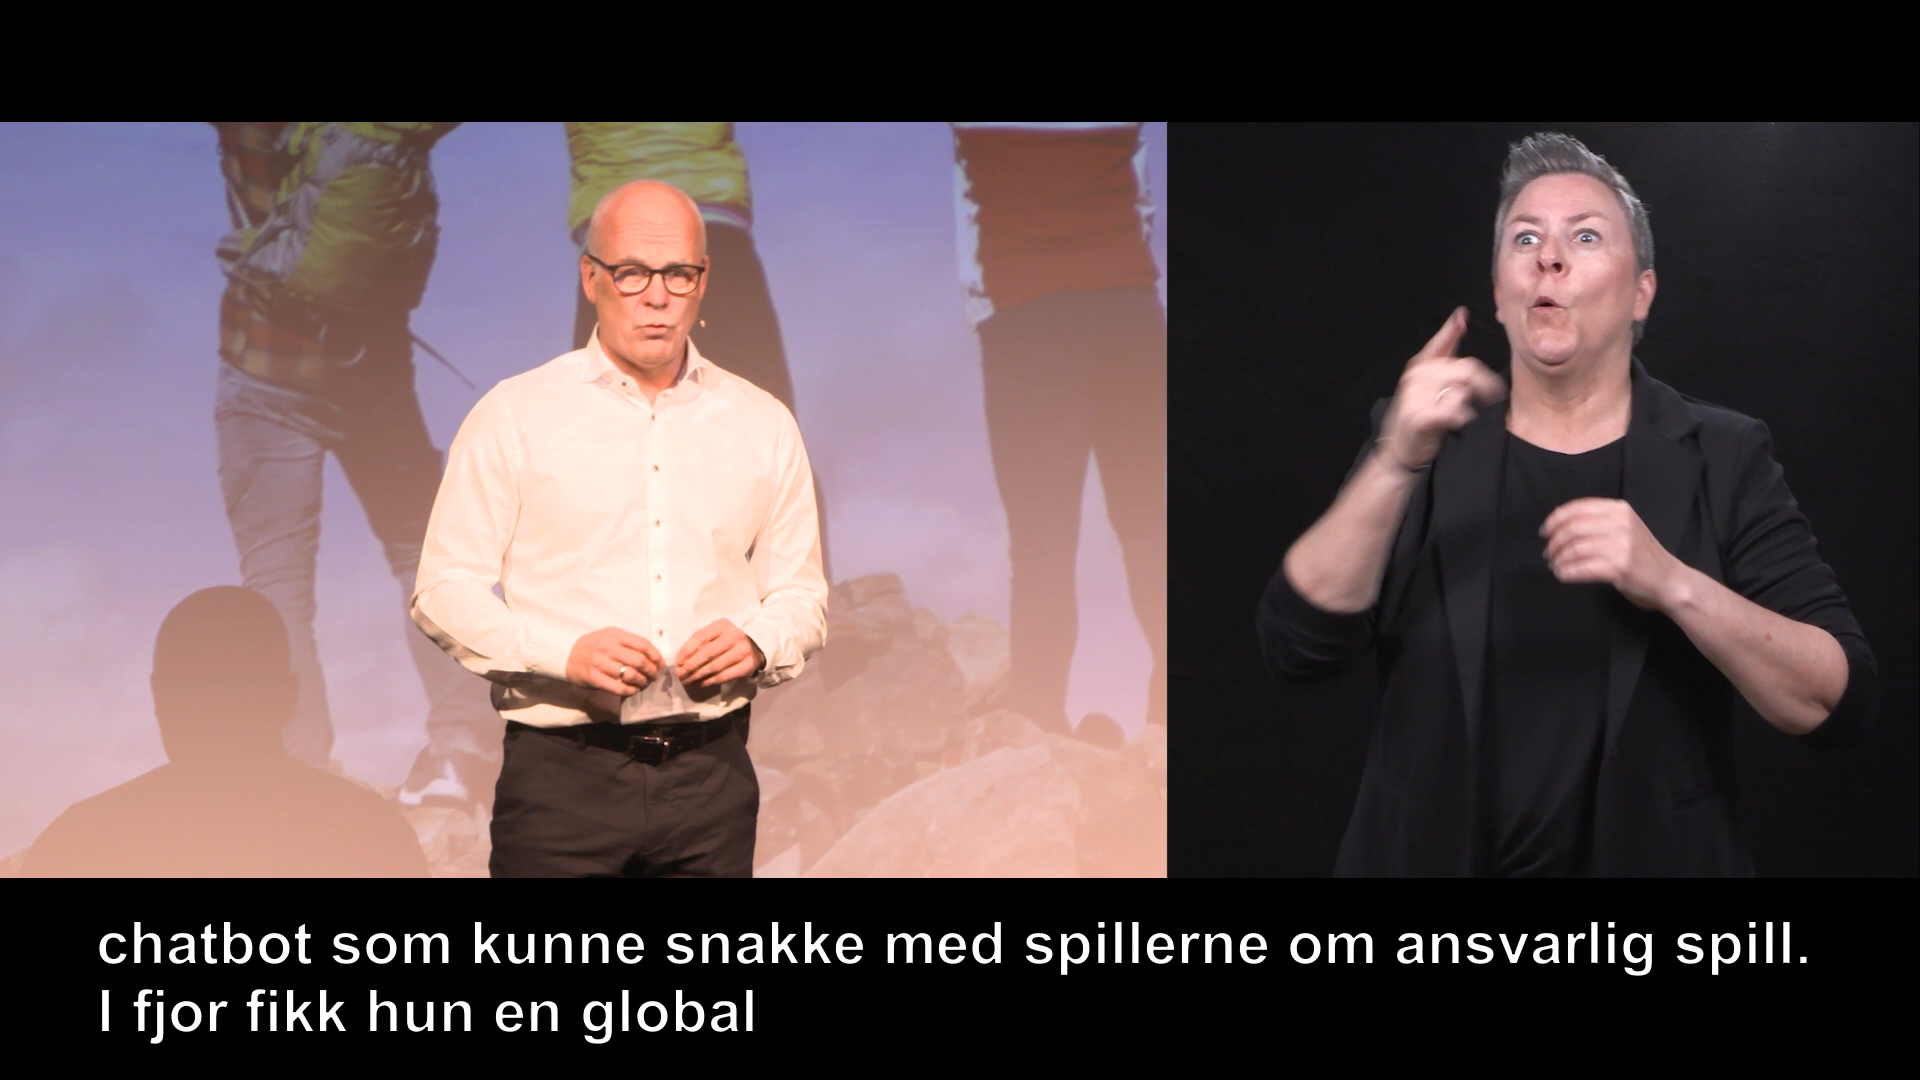 chatbot som kunne snakke med spillerne om ansvarlig spill.
I fjor fikk hun en global